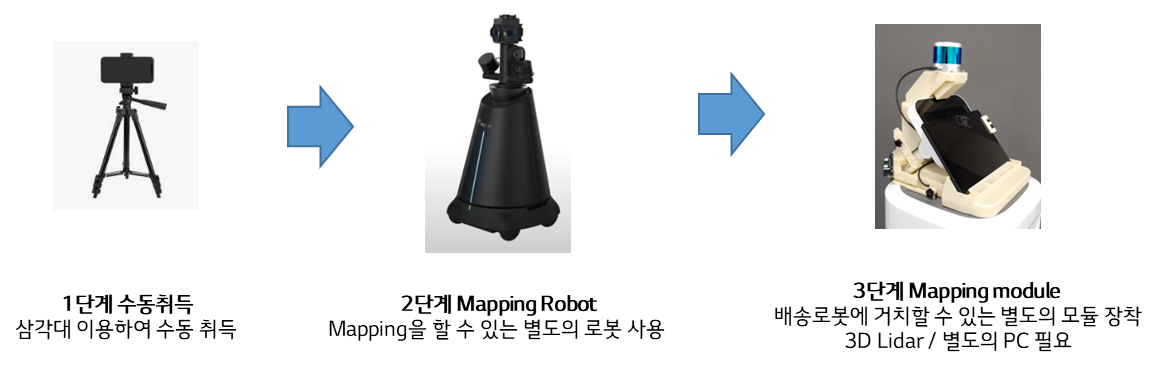 1단계 수동취득
삼각대 이용하여 수동 취득
2단계 Mapping Robot
Mapping을 할 수 있는 별도의 로봇 사용
3단계 Mapping module
배송로봇에 거치할 수 있는 별도의 모듈 장착
3D Lidar / 별도의 PC 필요